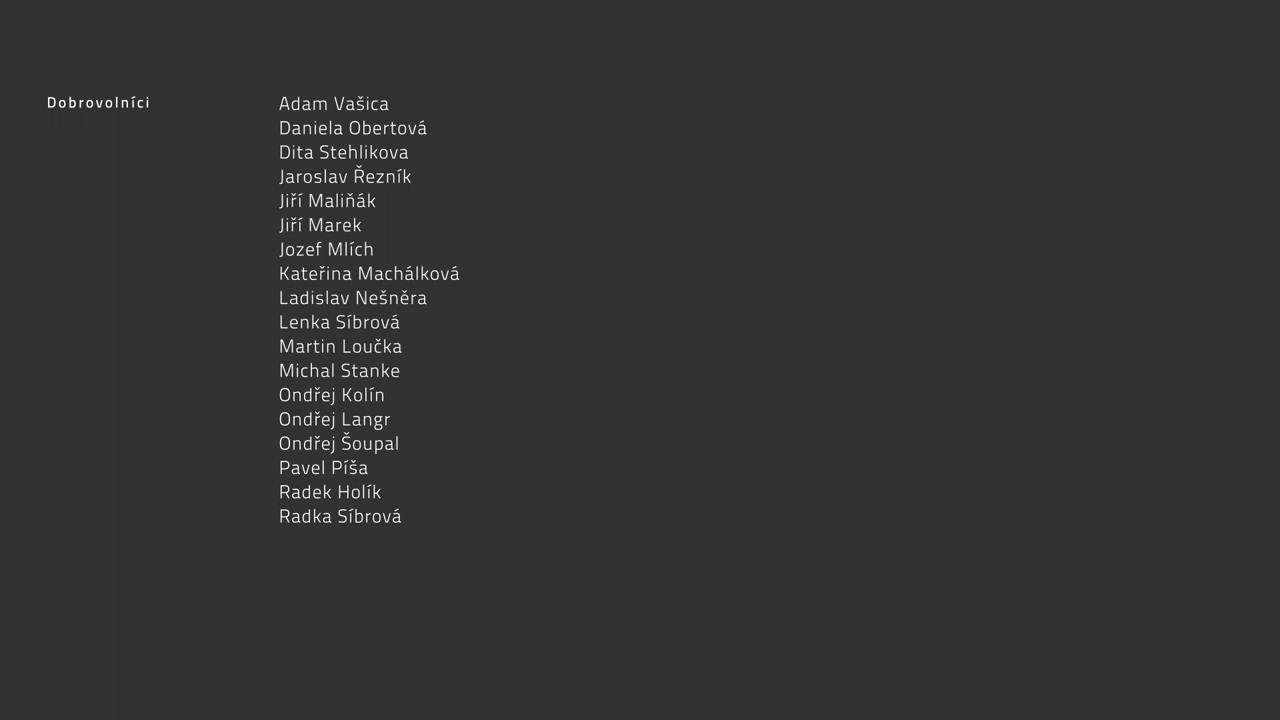 Dobrovolníci
Adam Vašica
Daniela Obertová
Dita Stehlikova
Jaroslav Řezník
Jiří Maliňák
Jiří Marek
Jozef Mlích
Kateřina Machálková
Ladislav Nešněra
Lenka Síbrová
Martin Loučka
Michal Stanke
Ondřej Kolín
Ondřej Langr
Ondřej Šoupal
Pavel Píša
Radek Holík
Radka Síbrová